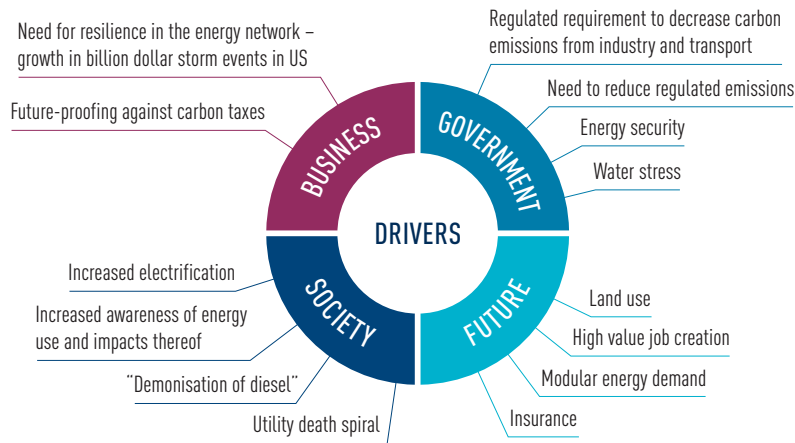 Need for resilience in the energy network –
growth in billion dollar storm events in US
Future-proofing against carbon taxes
BUSINESS
Regulated requirement to decrease carbon
emissions from industry and transport
Need to reduce regulated emissions
Energy security
Water stress
GOVERNMENT
DRIVERS
Increased electrification
Increased awareness of energy
use and impacts thereof
"Demonisation of diesel"
Utility death spiral
SOCIETY
Land use
High value job creation
Modular energy demand
Insurance
FUTURE